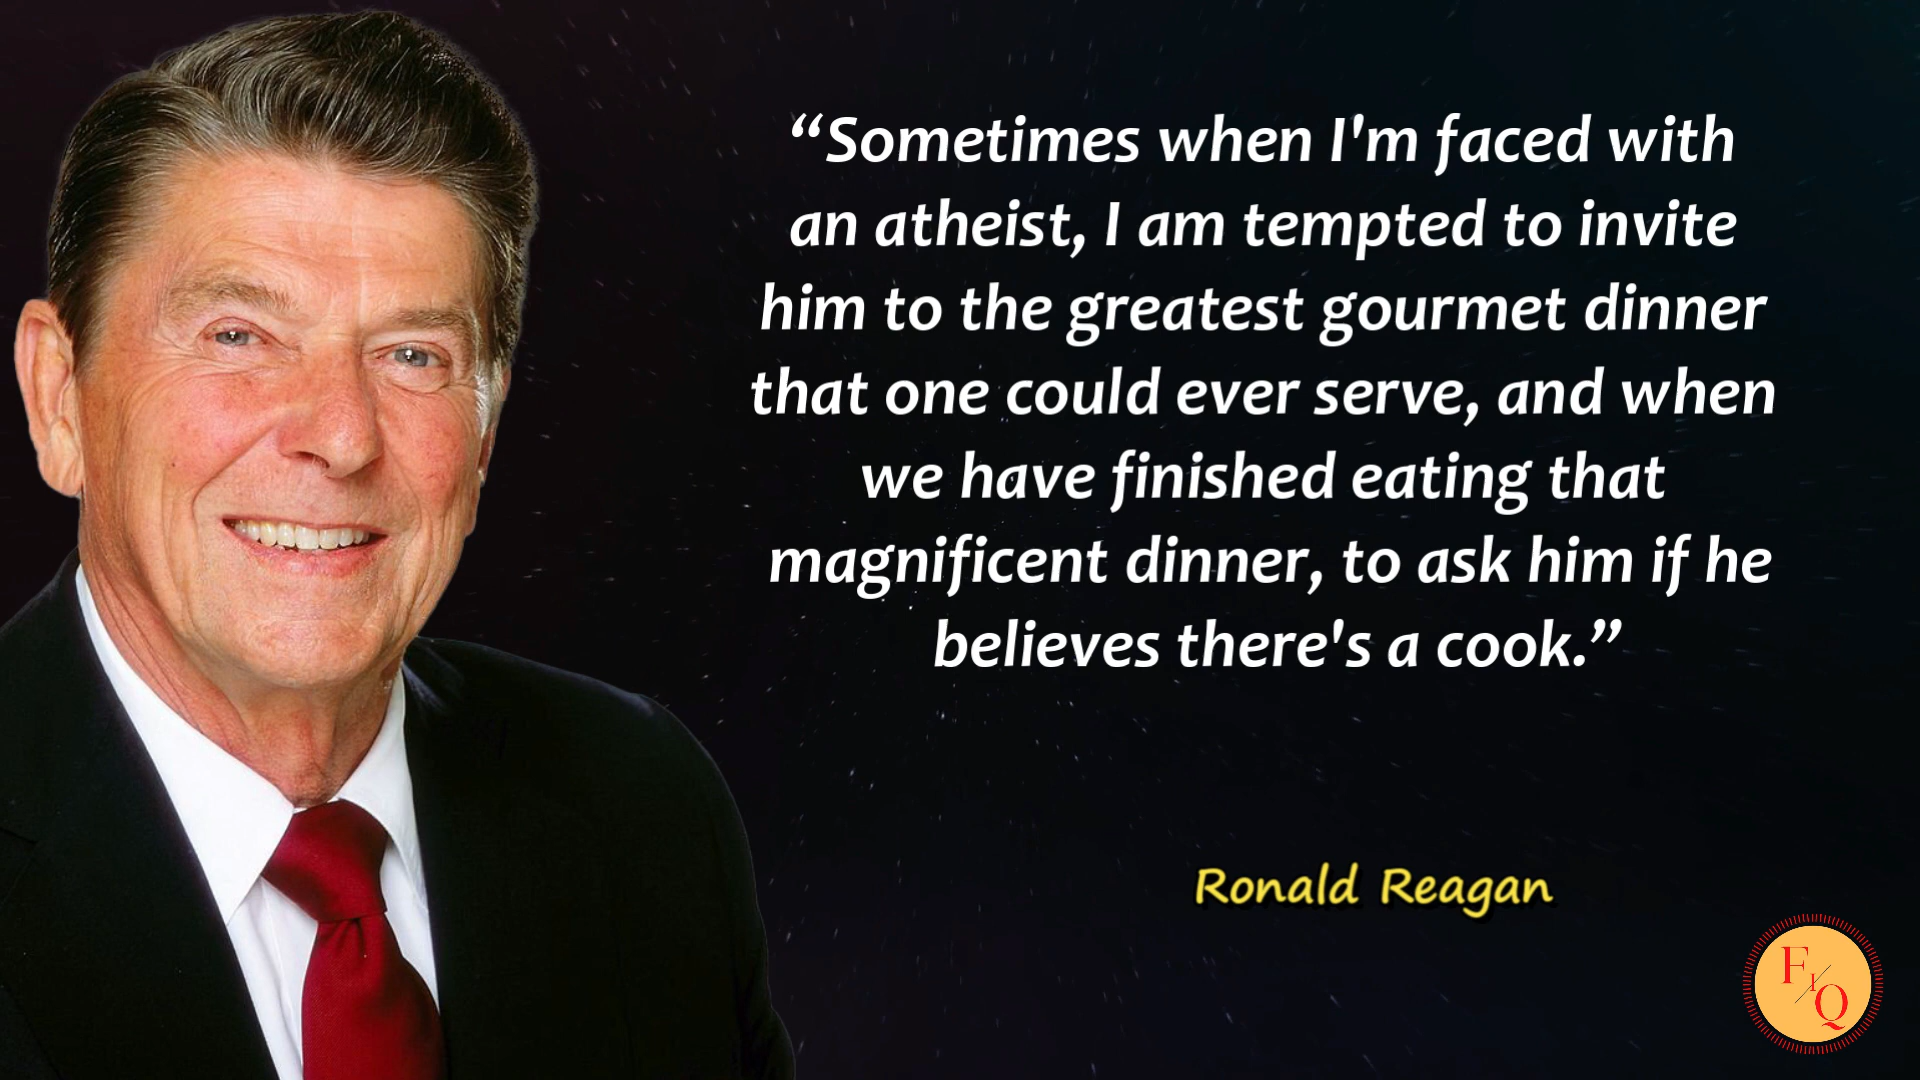 “Sometimes when I'm faced with
an atheist, I am tempted to invite
him to the greatest gourmet dinner
that one could ever serve, and when
we have finished eating that
magnificent dinner, to ask him if he
believes there's a cook.”
Ronald Reagan
F I Q